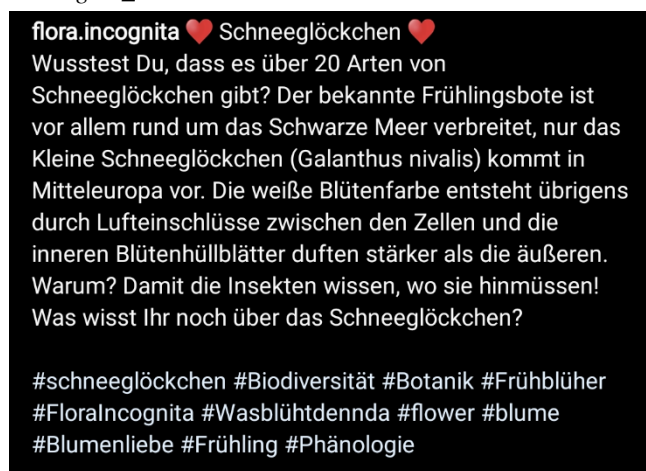 flora.incognita ❤️ Schneeglöckchen ❤️
Wusstest Du, dass es über 20 Arten von
Schneeglöckchen gibt? Der bekannte Frühlingsbote ist
vor allem rund um das Schwarze Meer verbreitet, nur das
Kleine Schneeglöckchen (Galanthus nivalis) kommt in
Mitteleuropa vor. Die weiße Blütenfarbe entsteht übrigens
durch Lufteinschlüsse zwischen den Zellen und die
inneren Blütenhüllblätter duften stärker als die äußeren.
Warum? Damit die Insekten wissen, wo sie hinmüssen!
Was wisst Ihr noch über das Schneeglöckchen?
#schneeglöckchen #Biodiversität #Botanik #Frühblüher
#FloraIncognita #Wasblühtdennda #flower #blume
#Blumenliebe #Frühling #Phänologie